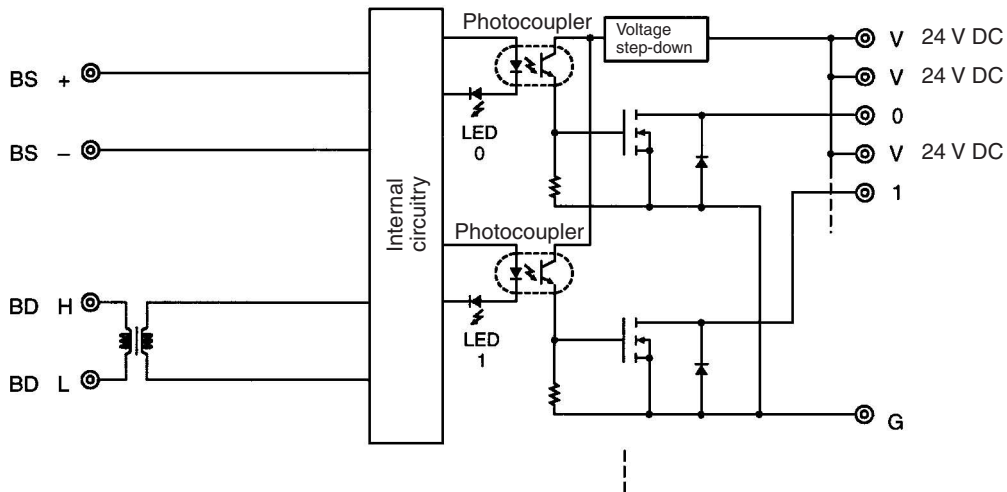 Photocoupler
Voltage
step-down
V 24 V DC
BS +
V 24 V DC
LED
0
0
BS –
V 24 V DC
Internal
circuitry
1
Photocoupler
BD H
LED
1
BD L
G